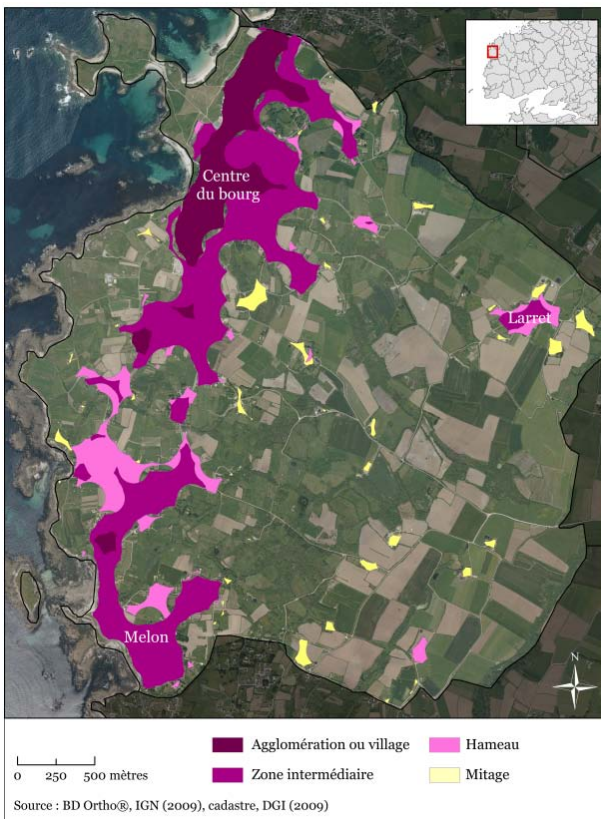 Centre
du bourg
Larret
Melon
N
Agglomération ou village
Hameau
0 250 500 mètres
Zone intermédiaire
Mitage
Source : BD Ortho®, IGN (2009), cadastre, DGI (2009)